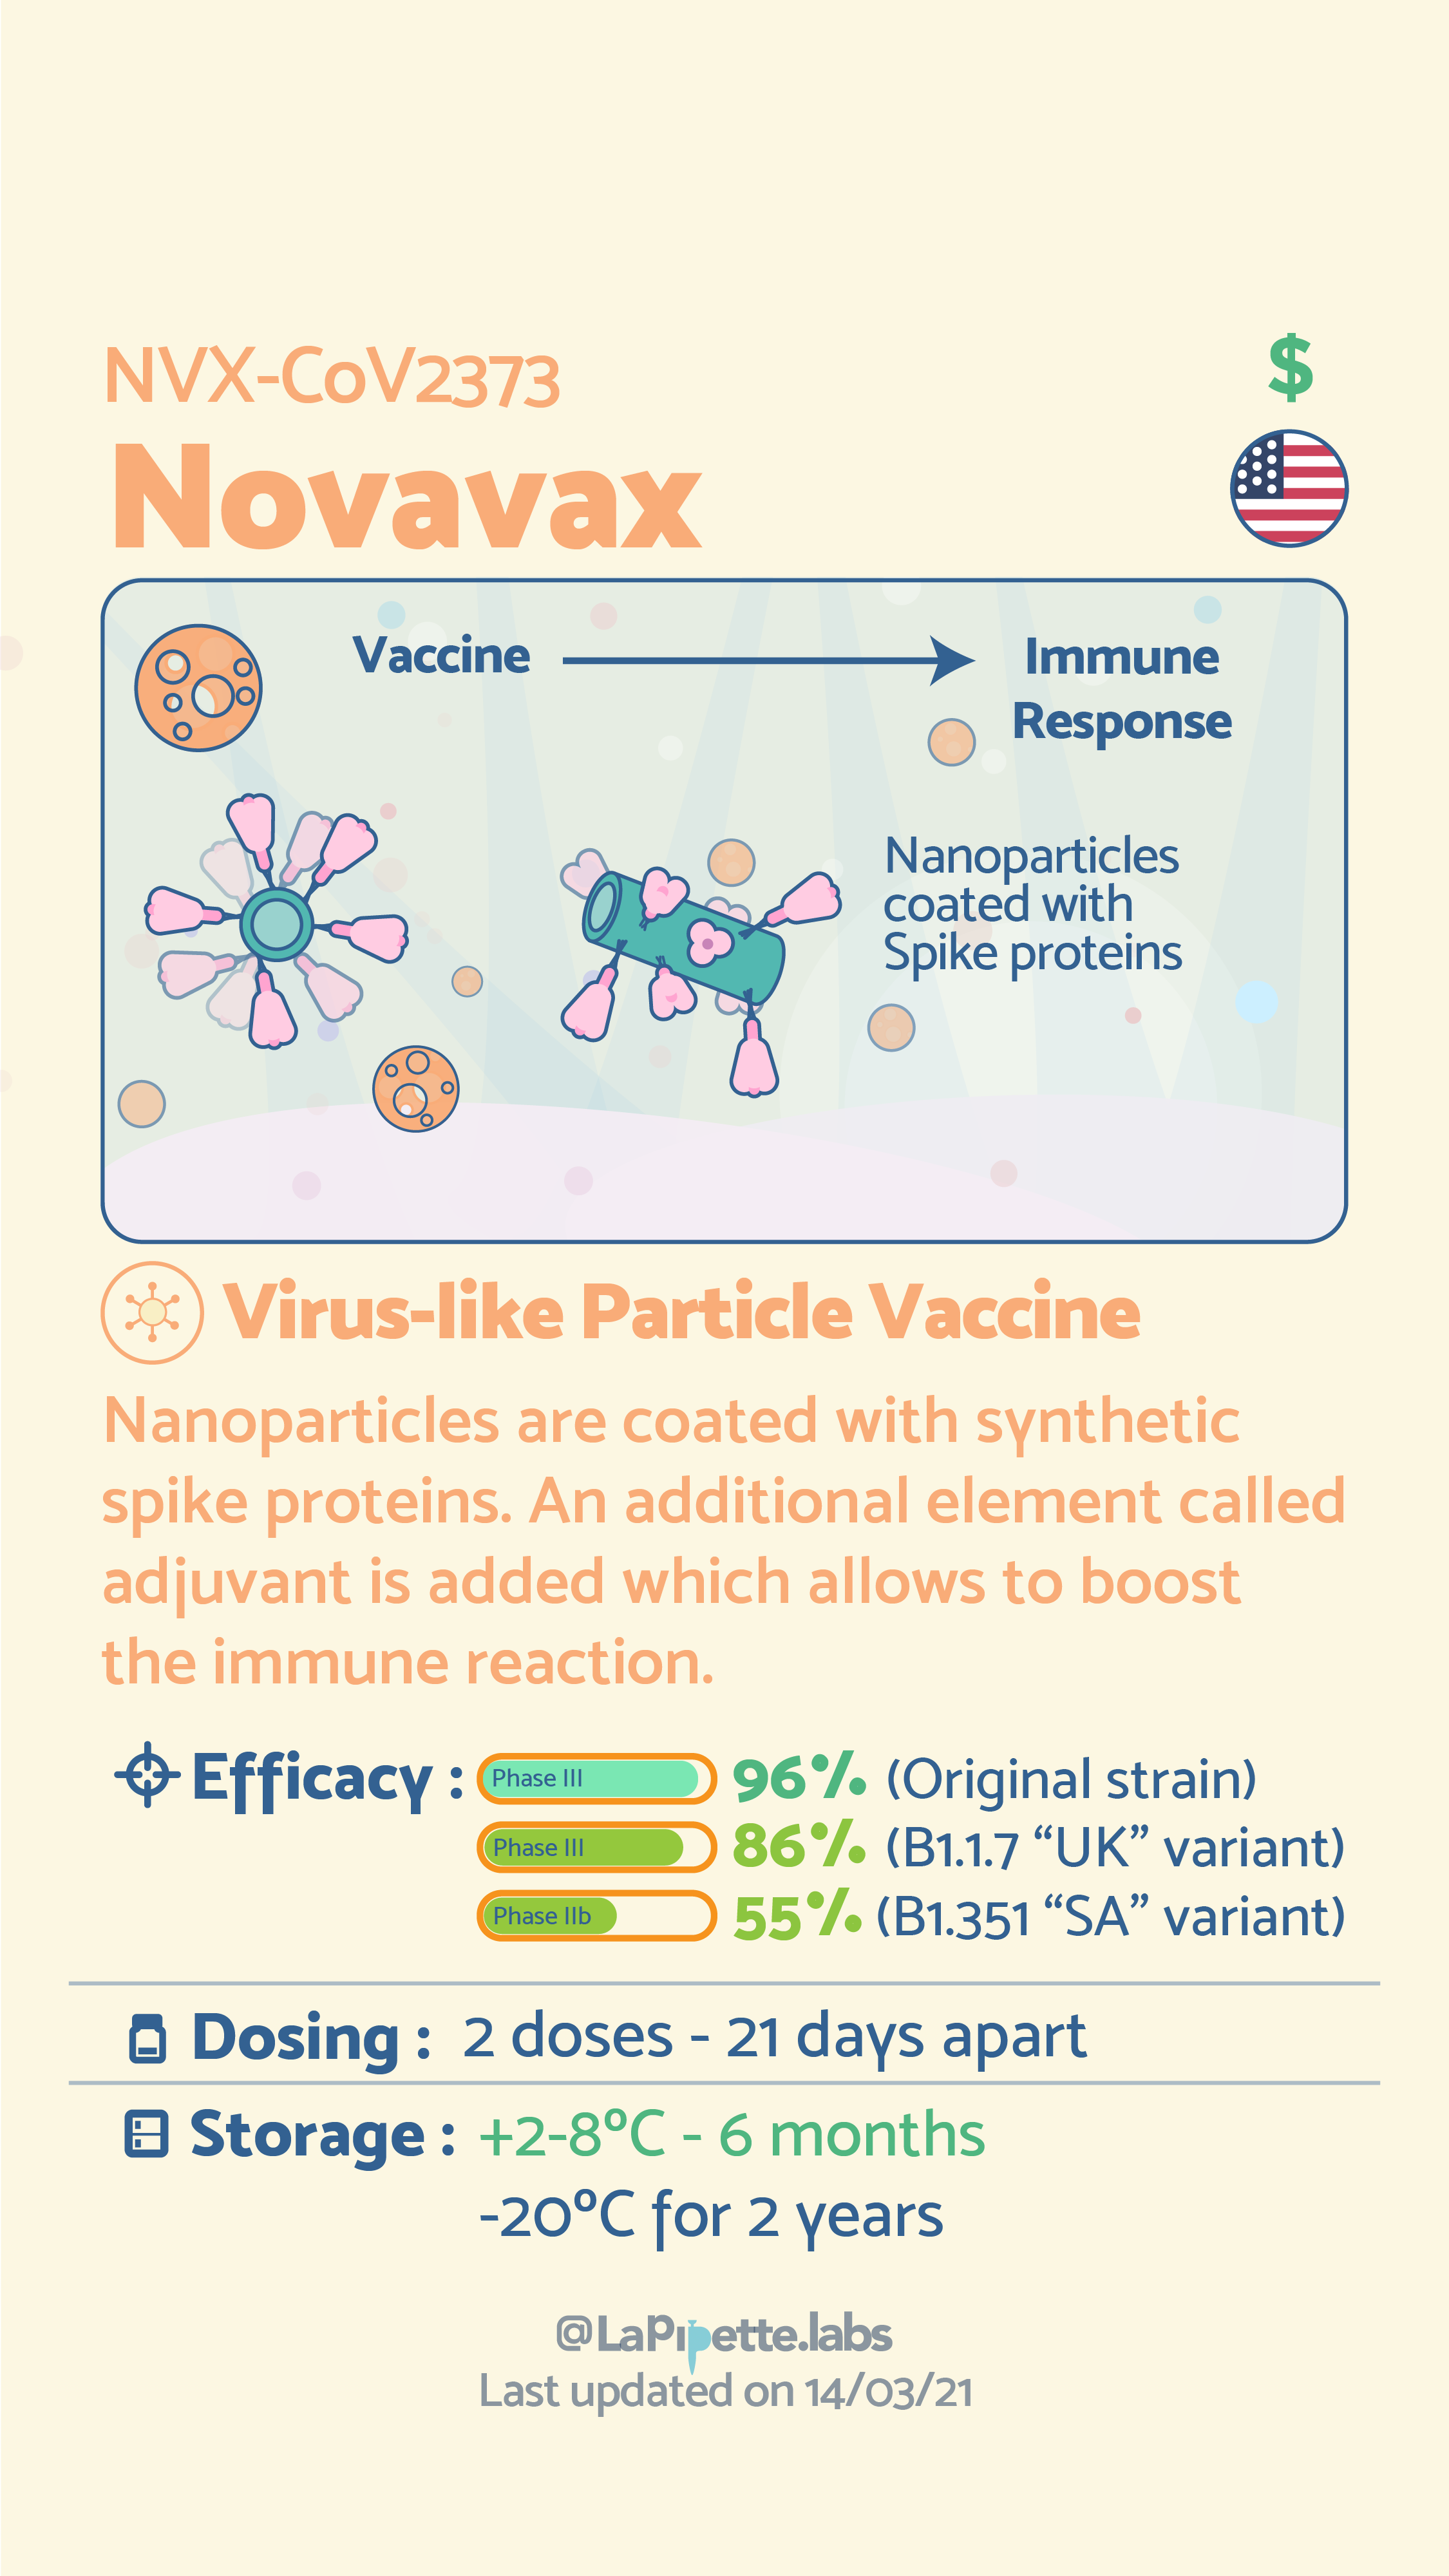 NVX-CoV2373
$
Novavax
Vaccine
Immune
Response
Nanoparticles
coated with
Spike proteins
Virus-like Particle Vaccine
Nanoparticles are coated with synthetic
spike proteins. An additional element called
adjuvant is added which allows to boost
the immune reaction.
Efficacy : Phase III 96% (Original strain)
Phase III 86% (B1.1.7 “UK” variant)
Phase IIb 55% (B1.351 “SA” variant)
Dosing : 2 doses - 21 days apart
Storage : +2-8ºC - 6 months
-20ºC for 2 years
@LaPipette.labs
Last updated on 14/03/21